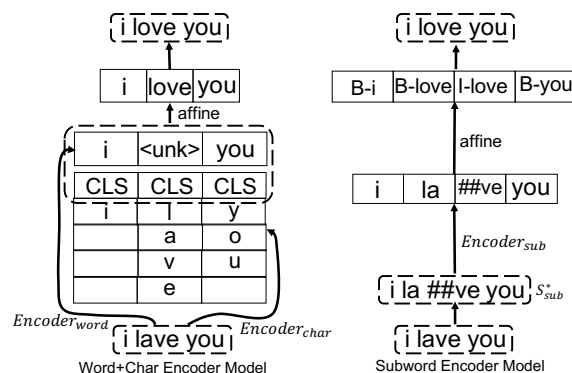 i love you
i love you
affine
i <unk> you
CLS CLS CLS
i l y
a o
v u
e
Encoder_word
Encoder_char
i lave you
Word+Char Encoder Model
i love you
B-i B-love I-love B-you
affine
i la ##ve you
Encoder_sub
i la ##ve you S*_sub
i lave you
Subword Encoder Model